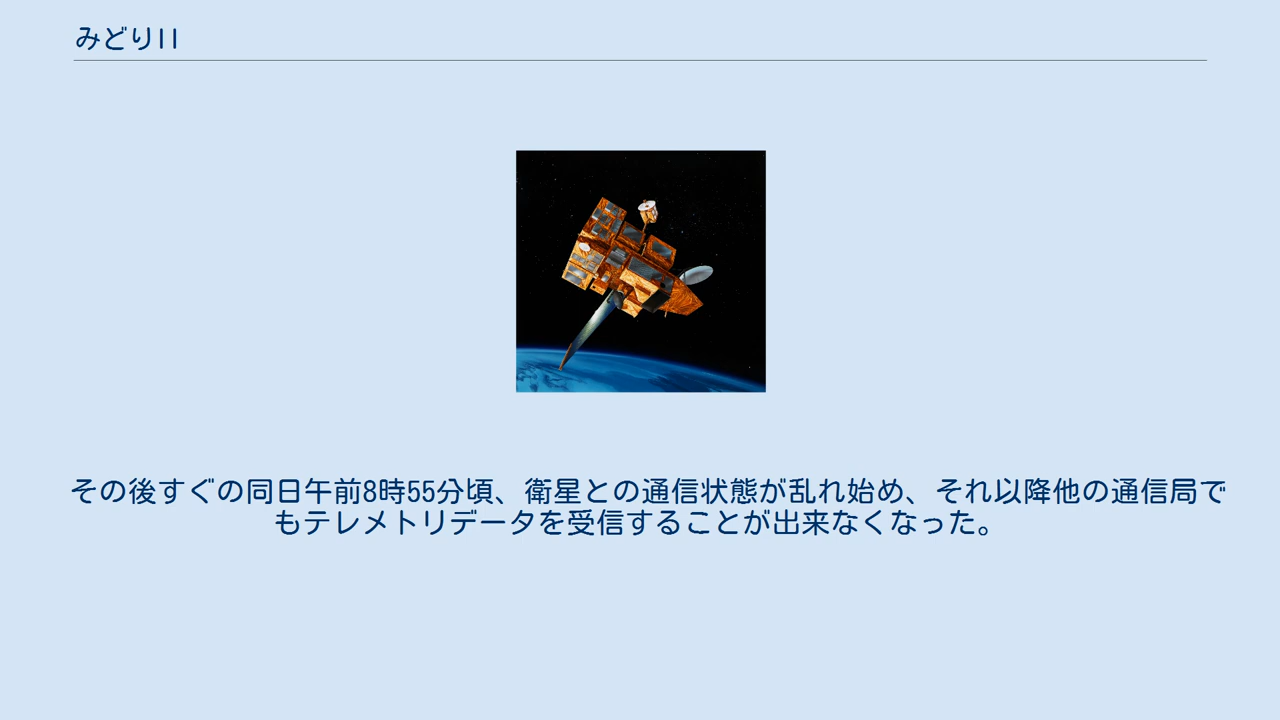 みどりII
その後すぐの同日午前8時55分頃、衛星との通信状態が乱れ始め、それ以降他の通信局で
もテレメトリデータを受信することが出来なくなった。